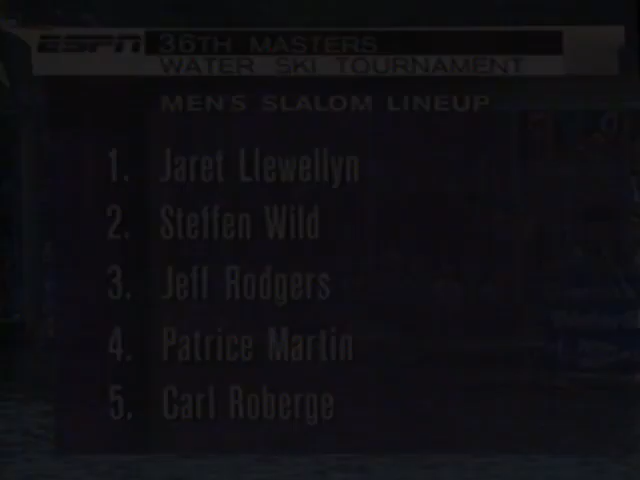 ESPN 36TH MASTERS
WATER SKI TOURNAMENT
MEN'S SLALOM LINEUP
1. Jaret Llewellyn
2. Steffen Wild
3. Jeff Rodgers
4. Patrice Martin
5. Carl Roberge